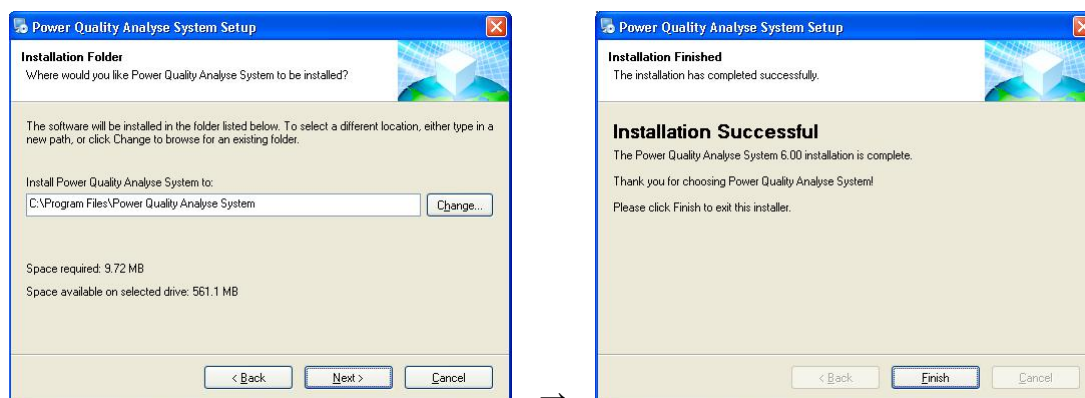 Power Quality Analyse System Setup
Installation Folder
Where would you like Power Quality Analyse System to be installed?
The software will be installed in the folder listed below. To select a different location, either type in a
new path, or click Change to browse for an existing folder.
Install Power Quality Analyse System to:
C:\Program Files\Power Quality Analyse System
Change...
Space required: 9.72 MB
Space available on selected drive: 561.1 MB
< Back
Next >
Cancel
→
Power Quality Analyse System Setup
Installation Finished
The installation has completed successfully.
Installation Successful
The Power Quality Analyse System 6.00 installation is complete.
Thank you for choosing Power Quality Analyse System!
Please click Finish to exit this installer.
< Back
Finish
Cancel